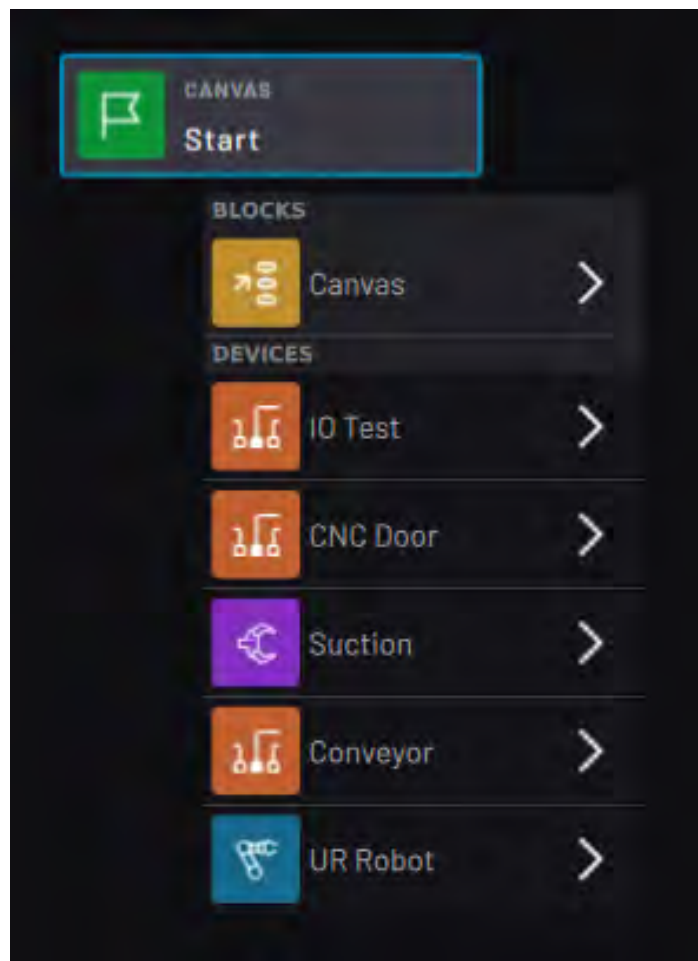 CANVAS
Start
BLOCKS
Canvas
DEVICES
IO Test
CNC Door
Suction
Conveyor
UR Robot